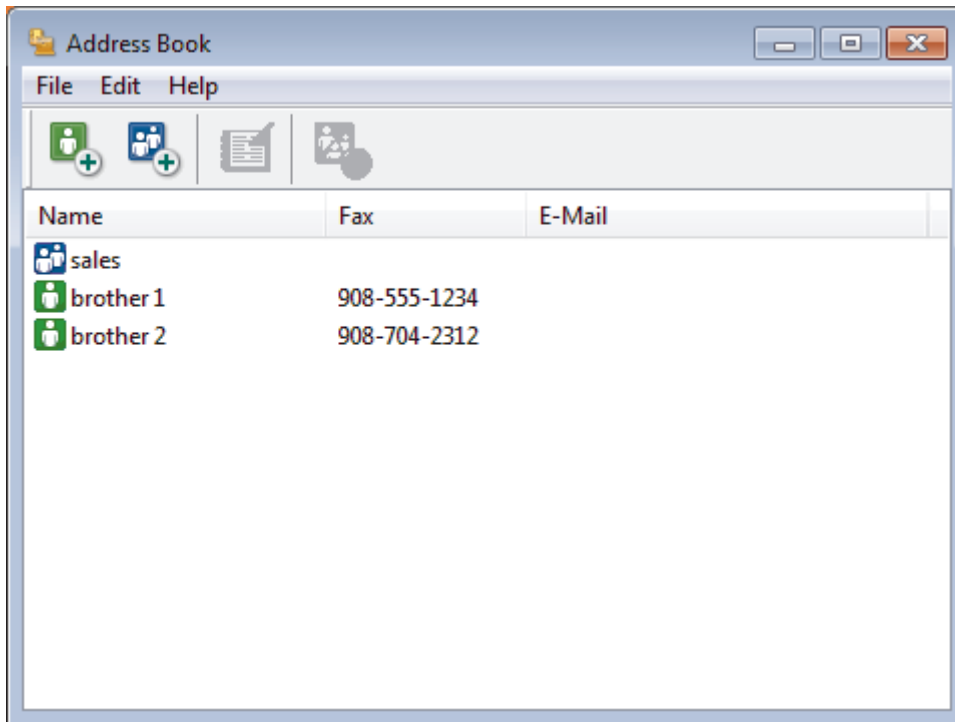 Address Book
File Edit Help
Name Fax E-Mail
sales
brother 1 908-555-1234
brother 2 908-704-2312